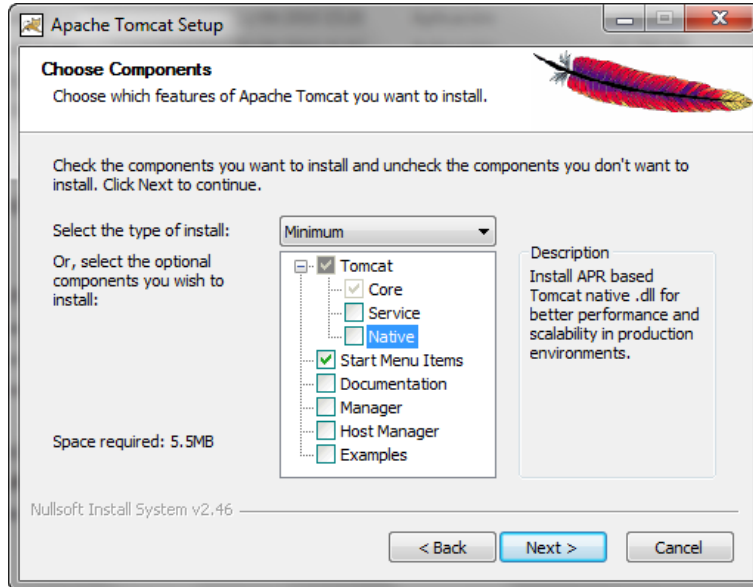 Apache Tomcat Setup
Choose Components
Choose which features of Apache Tomcat you want to install.
Check the components you want to install and uncheck the components you don't want to
install. Click Next to continue.
Select the type of install:
Minimum
Or, select the optional
components you wish to
install:
Tomcat
Core
Service
Native
Start Menu Items
Documentation
Manager
Host Manager
Examples
Description
Install APR based
Tomcat native .dll for
better performance and
scalability in production
environments.
Space required: 5.5MB
Nullsoft Install System v2.46
< Back
Next >
Cancel